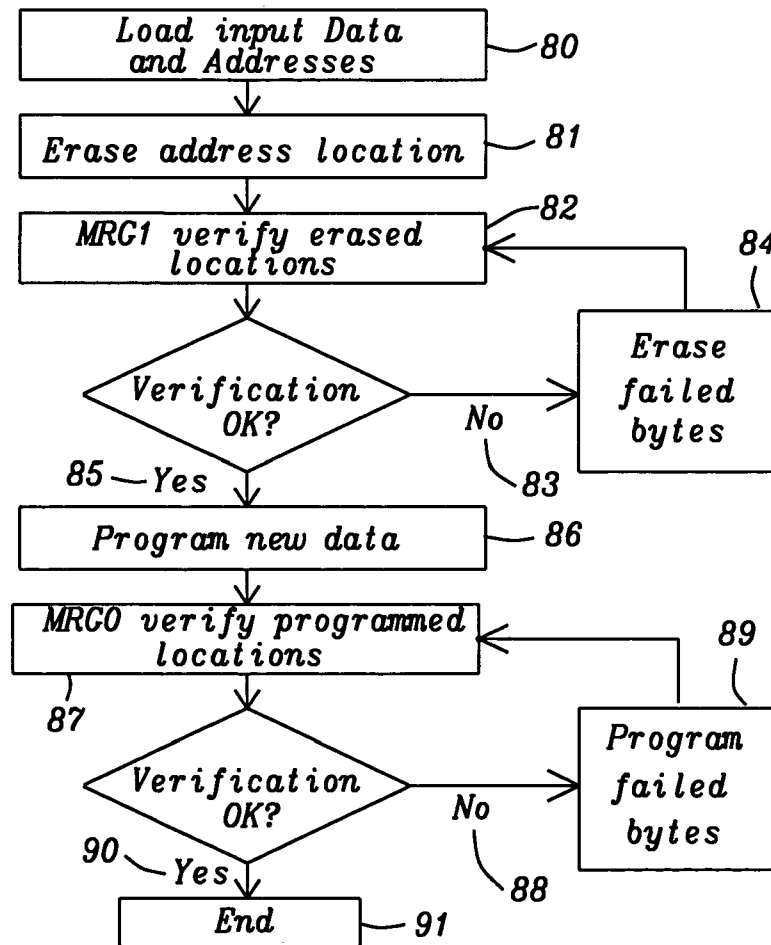 Load input Data
and Addresses
80
Erase address location
81
MRG1 verify erased
locations
82
84
Erase
failed
bytes
Verification
OK?
No
83
85
Yes
Program new data
86
MRG0 verify programmed
locations
87
89
Program
failed
bytes
Verification
OK?
No
88
90
Yes
End
91